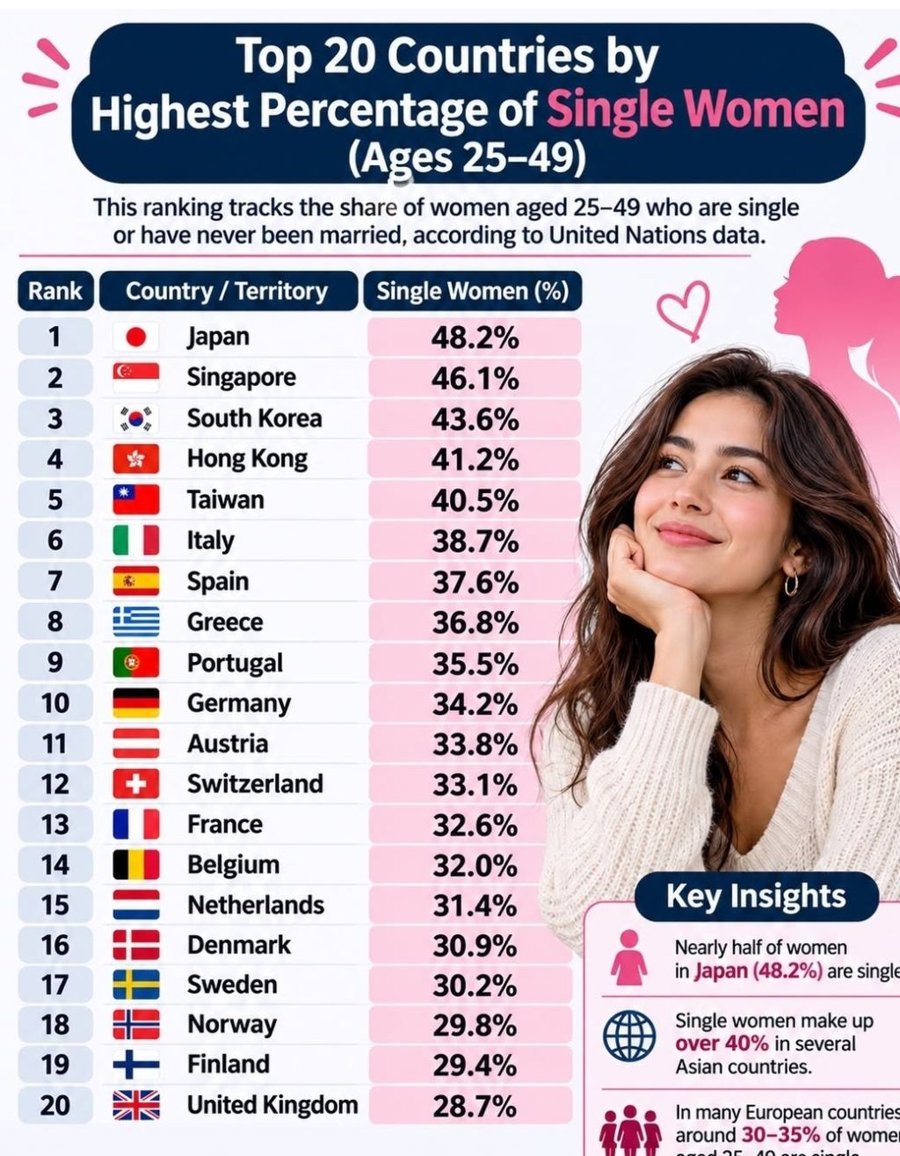 Top 20 Countries by
Highest Percentage of Single Women
(Ages 25–49)
This ranking tracks the share of women aged 25–49 who are single
or have never been married, according to United Nations data.
Rank Country / Territory Single Women (%)
1 Japan 48.2%
2 Singapore 46.1%
3 South Korea 43.6%
4 Hong Kong 41.2%
5 Taiwan 40.5%
6 Italy 38.7%
7 Spain 37.6%
8 Greece 36.8%
9 Portugal 35.5%
10 Germany 34.2%
11 Austria 33.8%
12 Switzerland 33.1%
13 France 32.6%
14 Belgium 32.0%
15 Netherlands 31.4%
16 Denmark 30.9%
17 Sweden 30.2%
18 Norway 29.8%
19 Finland 29.4%
20 United Kingdom 28.7%
Key Insights
Nearly half of women
in Japan (48.2%) are single
Single women make up
over 40% in several
Asian countries.
In many European countries
around 30–35% of women
aged 25–49 are single